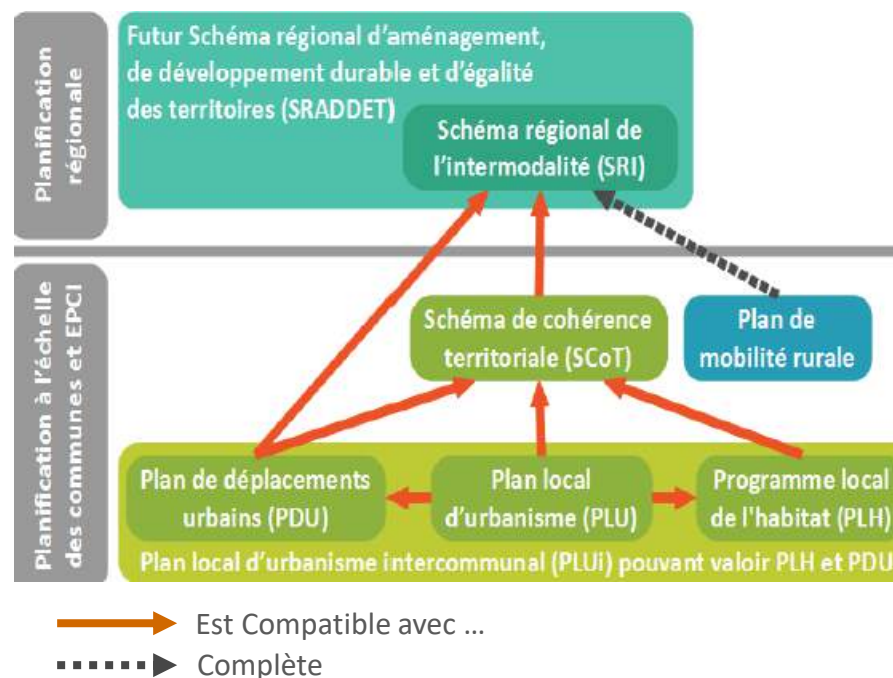 Planification
régionale
Futur Schéma régional d'aménagement,
de développement durable et d'égalité
des territoires (SRADDET)
Schéma régional de
l'intermodalité (SRI)
Planification à l'échelle
des communes et EPCI
Schéma de cohérence
territoriale (SCoT)
Plan de
mobilité rurale
Plan de déplacements
urbains (PDU)
Plan local
d'urbanisme (PLU)
Programme local
de l'habitat (PLH)
Plan local d'urbanisme intercommunal (PLUi) pouvant valoir PLH et PDU
Est Compatible avec ...
Complète